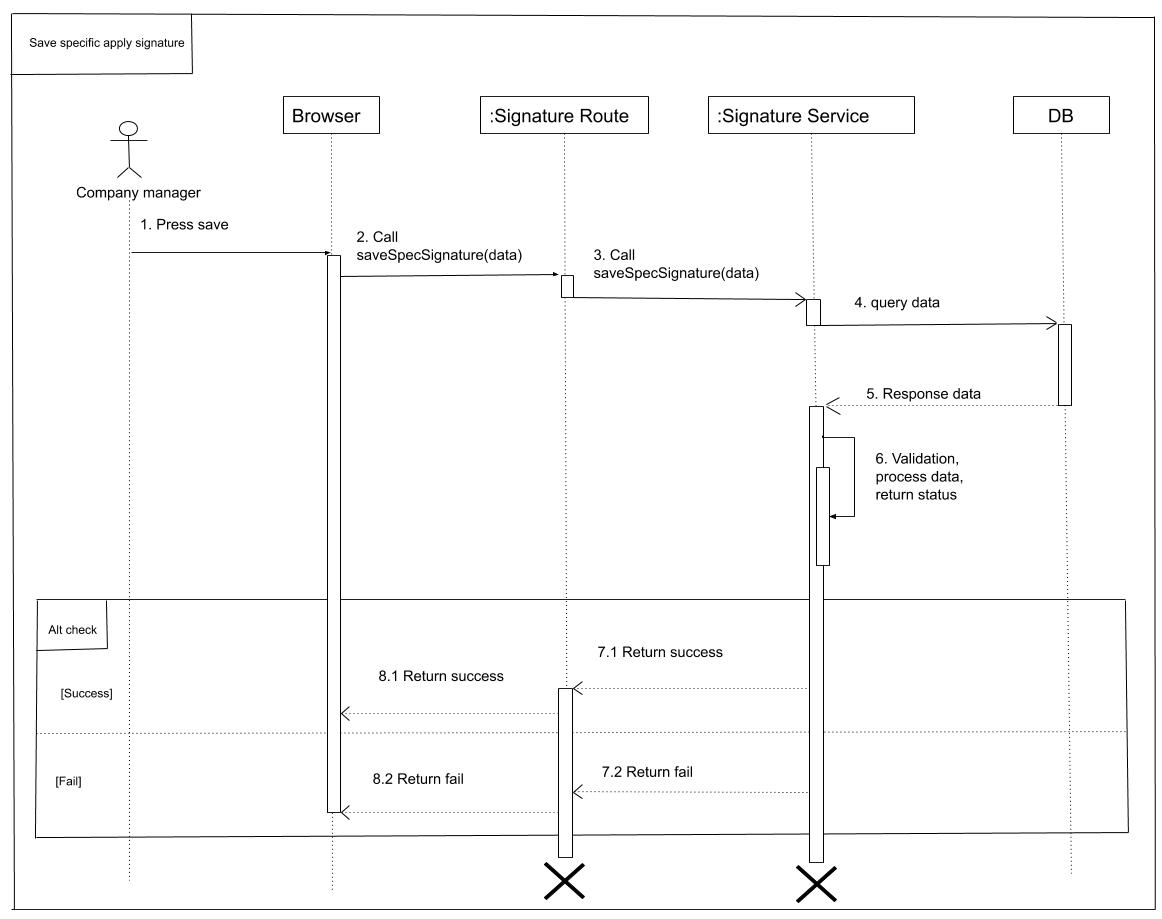 Save specific apply signature
Browser
:Signature Route
:Signature Service
DB
Company manager
1. Press save
2. Call
saveSpecSignature(data)
3. Call
saveSpecSignature(data)
4. query data
5. Response data
6. Validation,
process data,
return status
Alt check
7.1 Return success
8.1 Return success
[Success]
7.2 Return fail
8.2 Return fail
[Fail]